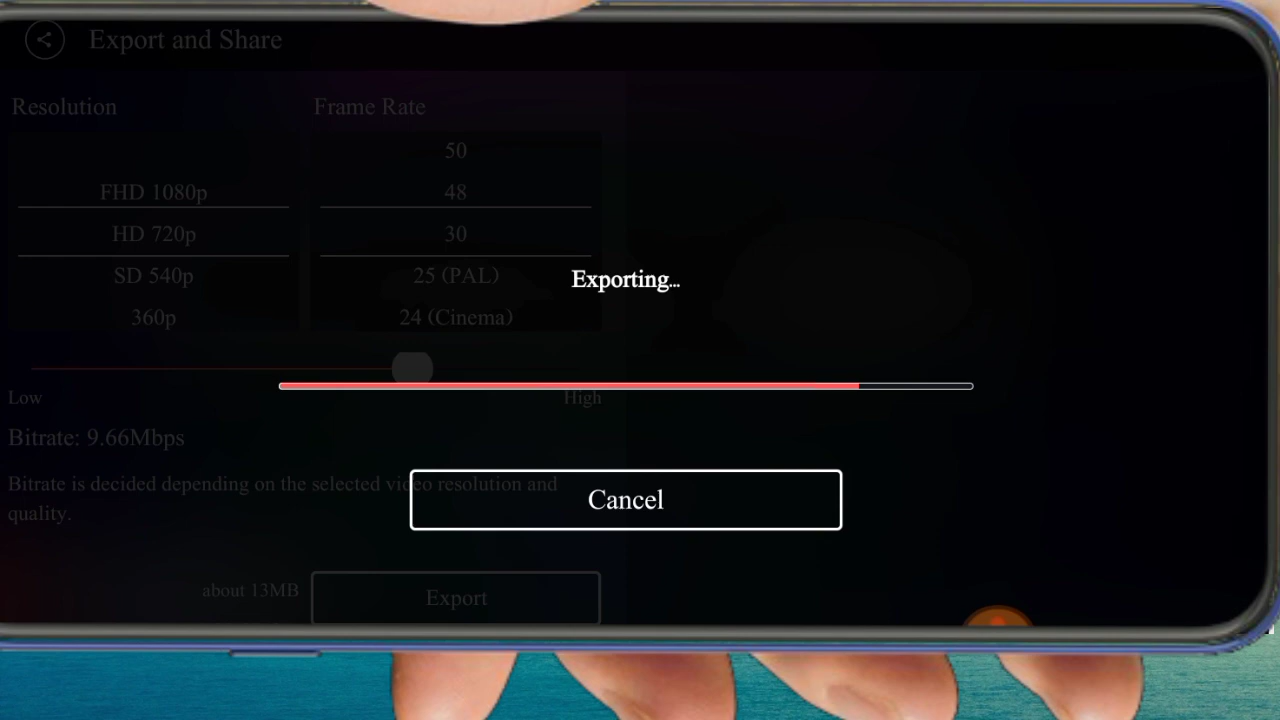 Export and Share
Resolution
Frame Rate
50
FHD 1080p
48
HD 720p
30
SD 540p
25 (PAL)
360p
24 (Cinema)
Exporting...
Low
High
Bitrate: 9.66Mbps
Bitrate is decided depending on the selected video resolution and
quality.
Cancel
about 13MB
Export